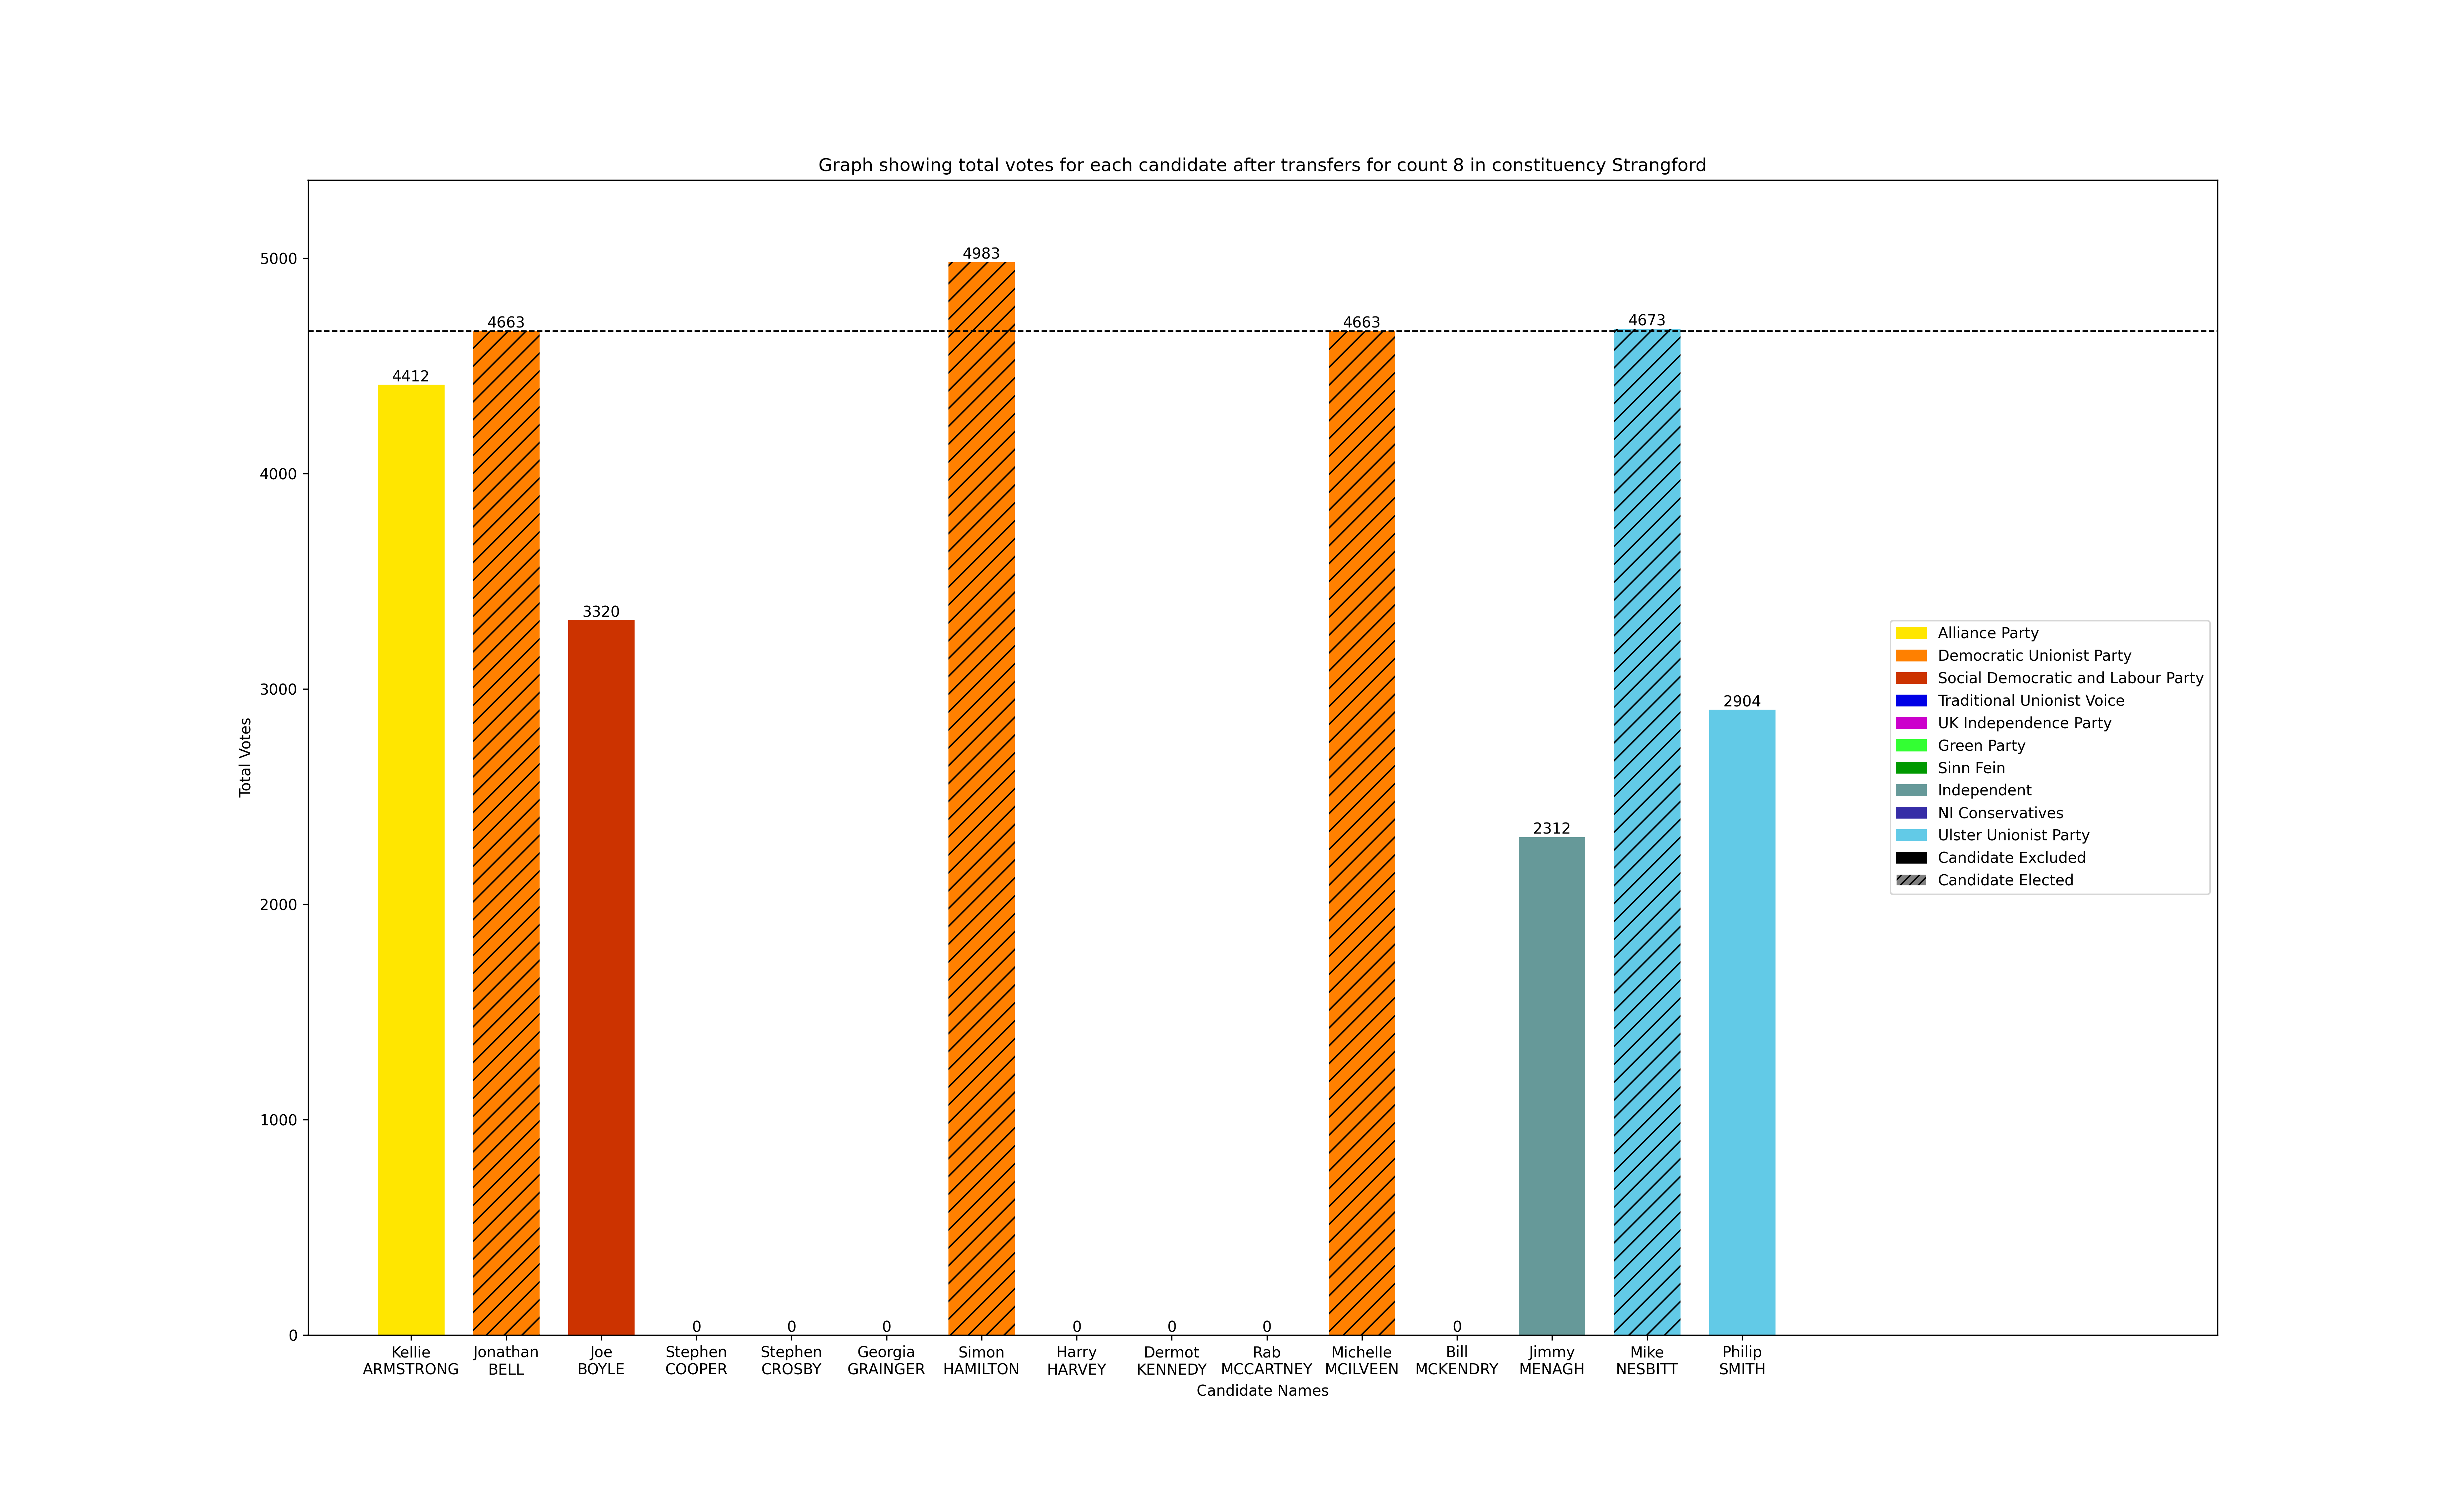 Graph showing total votes for each candidate after transfers for count 8 in constituency Strangford
Total Votes
5000
4000
3000
2000
1000
0
4412
4663
3320
0
0
0
4983
0
0
0
4663
0
2312
4673
2904
Kellie
ARMSTRONG
Jonathan
BELL
Joe
BOYLE
Stephen
COOPER
Stephen
CROSBY
Georgia
GRAINGER
Simon
HAMILTON
Harry
HARVEY
Dermot
KENNEDY
Rab
MCCARTNEY
Michelle
MCILVEEN
Bill
MCKENDRY
Jimmy
MENAGH
Mike
NESBITT
Philip
SMITH
Candidate Names
Alliance Party
Democratic Unionist Party
Social Democratic and Labour Party
Traditional Unionist Voice
UK Independence Party
Green Party
Sinn Fein
Independent
NI Conservatives
Ulster Unionist Party
Candidate Excluded
Candidate Elected